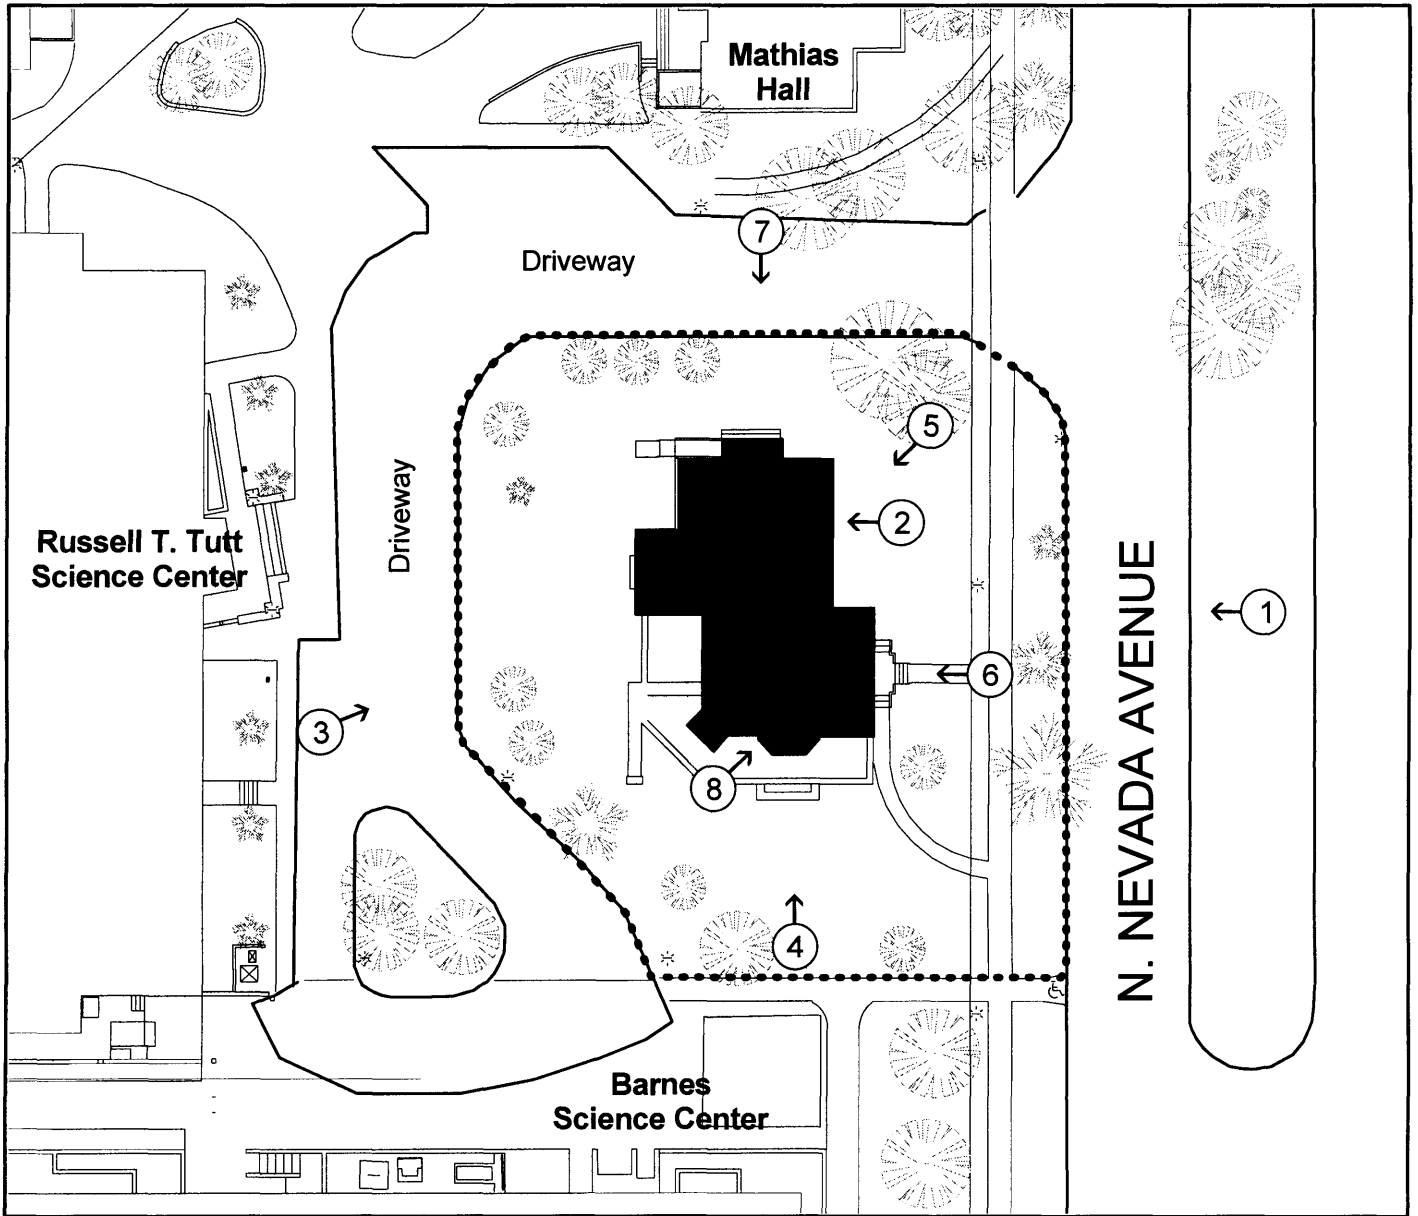 Mathias
Hall
7
Driveway
5
Driveway
2
Russell T. Tutt
Science Center
N. NEVADA AVENUE
1
6
3
8
4
Barnes
Science Center